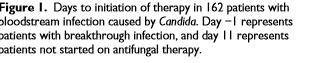 Figure 1. Days to initiation of therapy in 162 patients with
bloodstream infection caused by Candida. Day −1 represents
patients with breakthrough infection, and day 11 represents
patients not started on antifungal therapy.